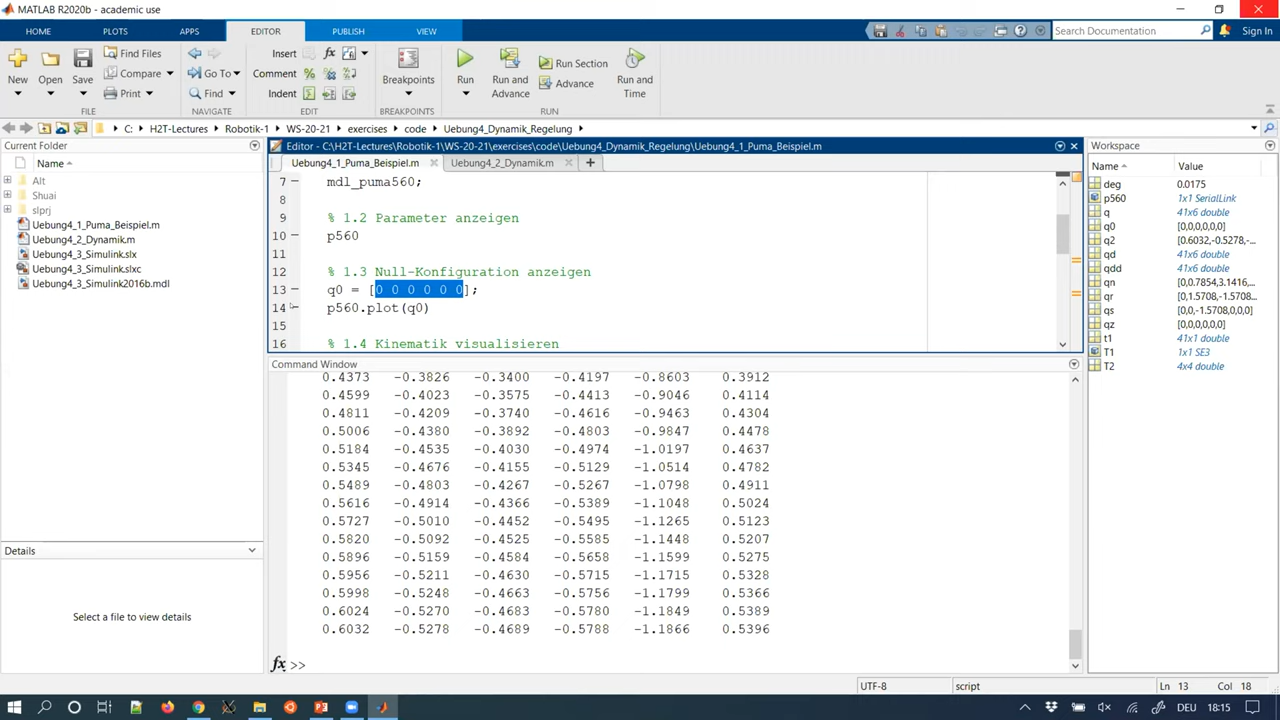 MATLAB R2020b - academic use
HOME PLOTS APPS EDITOR PUBLISH VIEW
Search Documentation
Sign In
New Open Save
Find Files
Compare
Print
FILE
Go To
Find
NAVIGATE
Insert
Comment
Indent
EDIT
Breakpoints
BREAKPOINTS
Run
Run and Advance
Run Section
Advance
Run and Time
RUN
C: H2T-Lectures Robotik-1 WS-20-21 exercises code Uebung4_Dynamik_Regelung
Current Folder
Name
Alt
Shuai
slprj
Uebung4_1_Puma_Beispiel.m
Uebung4_2_Dynamik.m
Uebung4_3_Simulink.slx
Uebung4_3_Simulink.slxc
Uebung4_3_Simulink2016b.mdl
Details
Select a file to view details
Editor - C:\H2T-Lectures\Robotik-1\WS-20-21\exercises\code\Uebung4_Dynamik_Regelung\Uebung4_1_Puma_Beispiel.m
Uebung4_1_Puma_Beispiel.m Uebung4_2_Dynamik.m
7 mdl_puma560;
8
9 % 1.2 Parameter anzeigen
10 p560
11
12 % 1.3 Null-Konfiguration anzeigen
13 q0 = [0 0 0 0 0 0];
14 p560.plot(q0)
15
16 % 1.4 Kinematik visualisieren
Command Window
0.4373 -0.3826 -0.3400 -0.4197 -0.8603 0.3912
0.4599 -0.4023 -0.3575 -0.4413 -0.9046 0.4114
0.4811 -0.4209 -0.3740 -0.4616 -0.9463 0.4304
0.5006 -0.4380 -0.3892 -0.4803 -0.9847 0.4478
0.5184 -0.4535 -0.4030 -0.4974 -1.0197 0.4637
0.5345 -0.4676 -0.4155 -0.5129 -1.0514 0.4782
0.5489 -0.4803 -0.4267 -0.5267 -1.0798 0.4911
0.5616 -0.4914 -0.4366 -0.5389 -1.1048 0.5024
0.5727 -0.5010 -0.4452 -0.5495 -1.1265 0.5123
0.5820 -0.5092 -0.4525 -0.5585 -1.1448 0.5207
0.5896 -0.5159 -0.4584 -0.5658 -1.1599 0.5275
0.5956 -0.5211 -0.4630 -0.5715 -1.1715 0.5328
0.5998 -0.5248 -0.4663 -0.5756 -1.1799 0.5366
0.6024 -0.5270 -0.4683 -0.5780 -1.1849 0.5389
0.6032 -0.5278 -0.4689 -0.5788 -1.1866 0.5396
fx >>
Workspace
Name Value
deg 0.0175
p560 1x1 SerialLink
q 41x6 double
q0 [0,0,0,0,0,0]
q2 [0.6032,-0.5278,-...
qd 41x6 double
qdd 41x6 double
qn [0,0.7854,3.1416,...
qr [0,1.5708,-1.5708...
qs [0,0,-1.5708,0,0,0]
qz [0,0,0,0,0,0]
t1 41x1 double
T1 1x1 SE3
T2 4x4 double
UTF-8 script Ln 13 Col 18
DEU 18:15